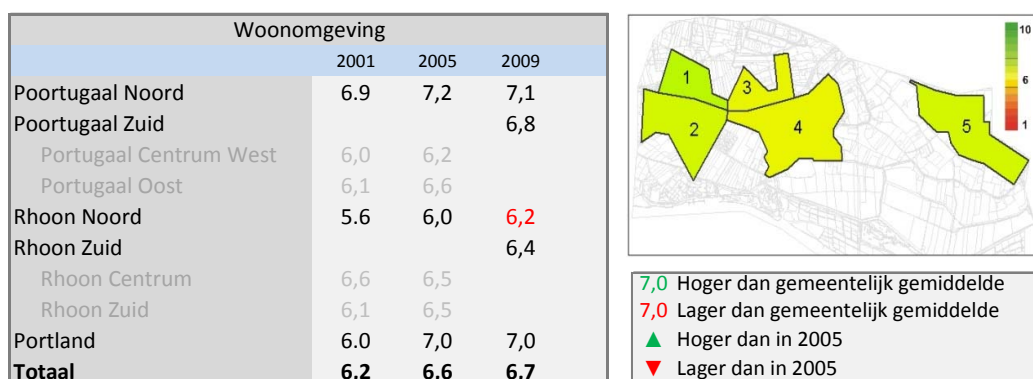 Woonomgeving
2001 2005 2009
Poortugaal Noord 6.9 7,2 7,1
Poortugaal Zuid 6,8
Portugaal Centrum West 6,0 6,2
Portugaal Oost 6,1 6,6
Rhoon Noord 5.6 6,0 6,2
Rhoon Zuid 6,4
Rhoon Centrum 6,6 6,5
Rhoon Zuid 6,1 6,5
Portland 6.0 7,0 7,0
Totaal 6.2 6.6 6.7
1
2
3
4
5
10
6
1
7,0 Hoger dan gemeentelijk gemiddelde
7,0 Lager dan gemeentelijk gemiddelde
▲ Hoger dan in 2005
▼ Lager dan in 2005